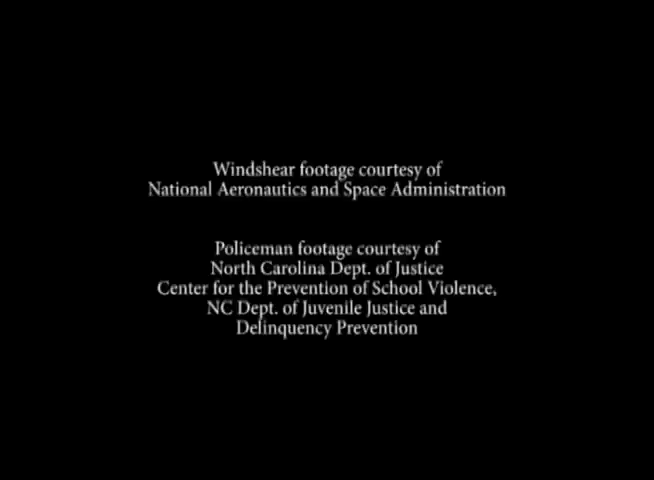 Windshear footage courtesy of
National Aeronautics and Space Administration
Policeman footage courtesy of
North Carolina Dept. of Justice
Center for the Prevention of School Violence,
NC Dept. of Juvenile Justice and
Delinquency Prevention